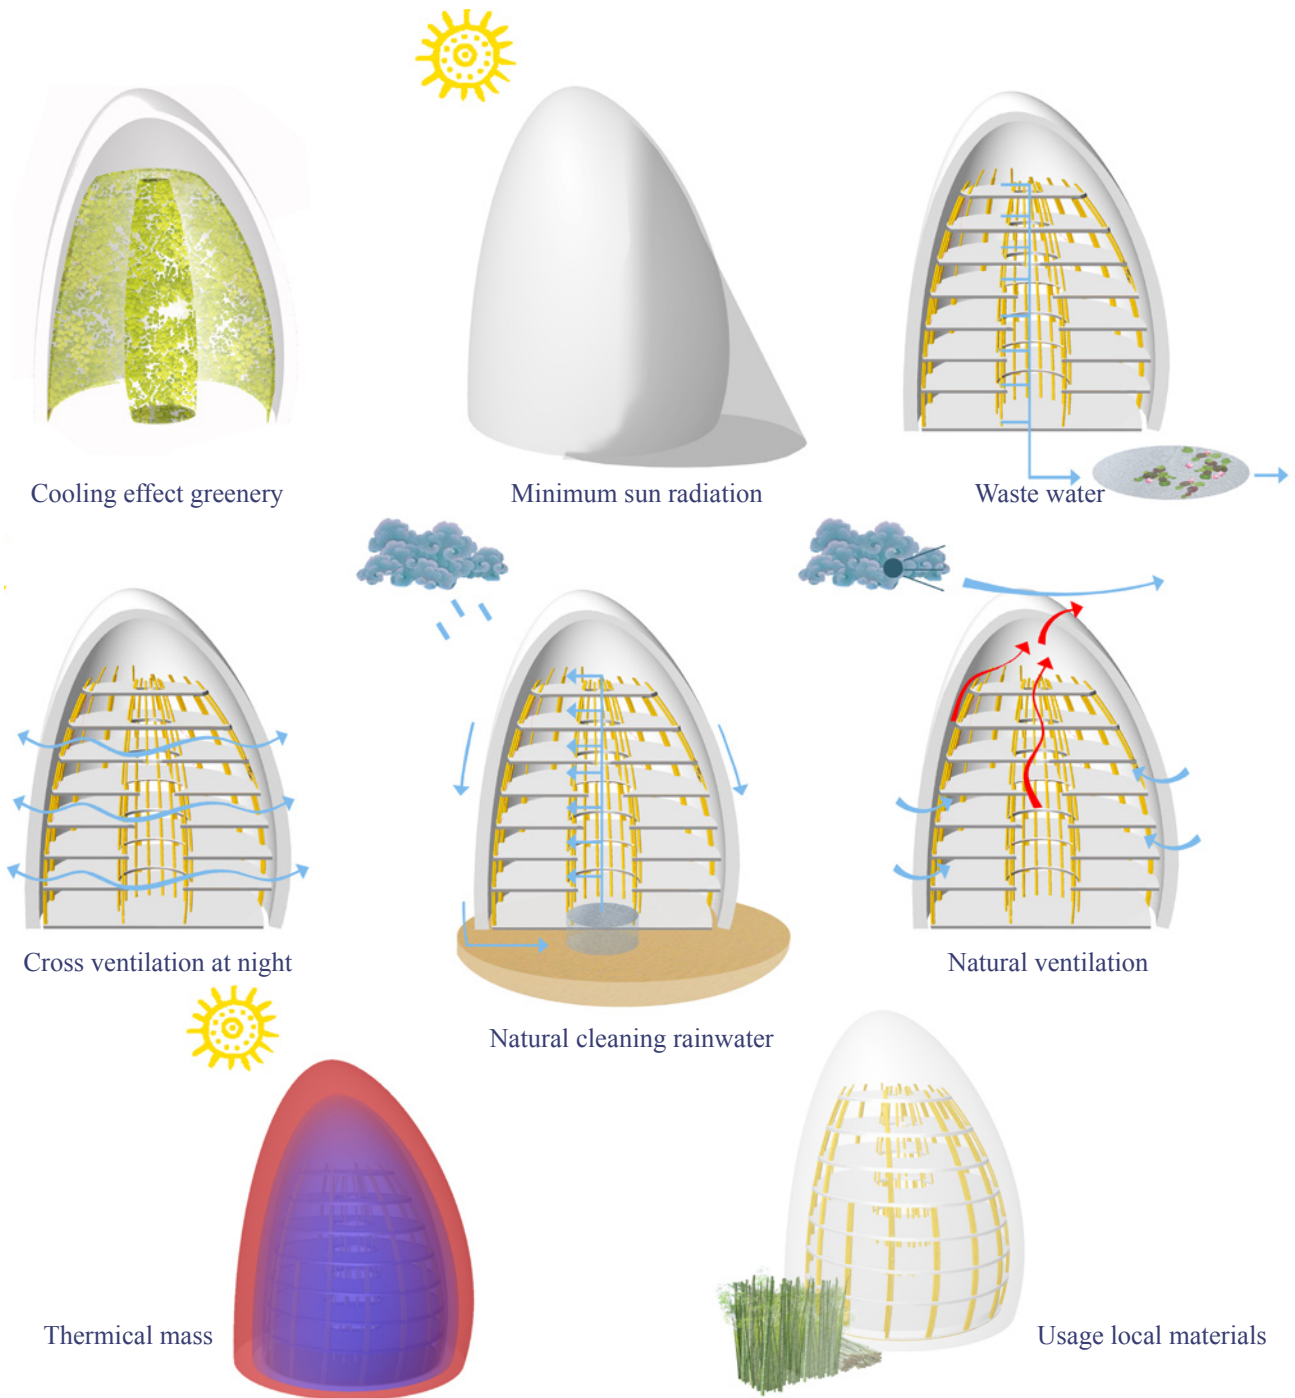 Cooling effect greenery
Minimum sun radiation
Waste water
Cross ventilation at night
Natural cleaning rainwater
Natural ventilation
Thermical mass
Usage local materials